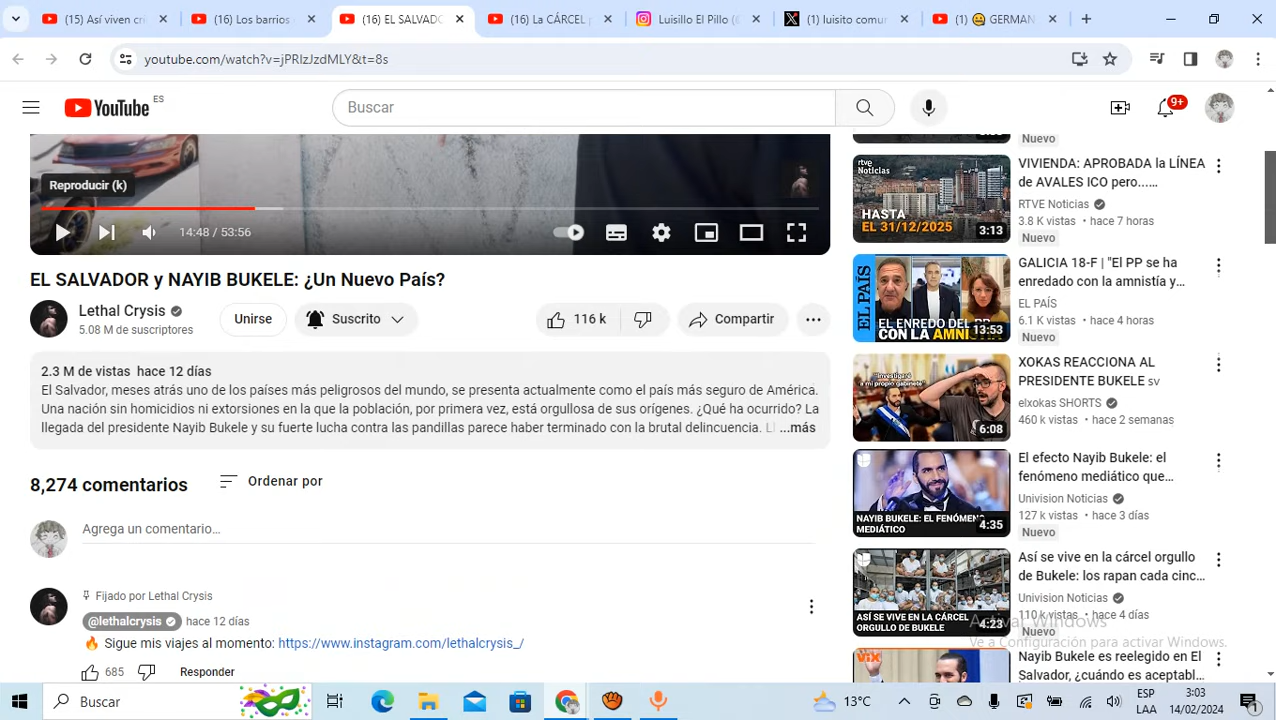 (15) Así viven cri
(16) Los barrios
(16) EL SALVADO
(16) La CÁRCEL p
Luisillo El Pillo (
(1) luisito comu
(1) 🤑 GERMAN
youtube.com/watch?v=jPRIzJzdMLY&t=8s
YouTube ES
Buscar
9+
Reproducir (k)
14:48 / 53:56
EL SALVADOR y NAYIB BUKELE: ¿Un Nuevo País?
Lethal Crysis
5.08 M de suscriptores
Unirse
Suscrito
116 k
Compartir
2.3 M de vistas hace 12 días
El Salvador, meses atrás uno de los países más peligrosos del mundo, se presenta actualmente como el país más seguro de América.
Una nación sin homicidios ni extorsiones en la que la población, por primera vez, está orgullosa de sus orígenes. ¿Qué ha ocurrido? La
llegada del presidente Nayib Bukele y su fuerte lucha contra las pandillas parece haber terminado con la brutal delincuencia. Ll ...más
8,274 comentarios
Ordenar por
Agrega un comentario...
Fijado por Lethal Crysis
@lethalcrysis hace 12 días
🔥 Sigue mis viajes al momento: https://www.instagram.com/lethalcrysis_/
685
Responder
Nuevo
rtve
Noticias
HASTA
EL 31/12/2025
3:13
VIVIENDA: APROBADA la LÍNEA
de AVALES ICO pero......
RTVE Noticias
3.8 K vistas • hace 7 horas
Nuevo
EL PAÍS
EL ENREDO DEL PP
CON LA AMNISTÍA
13:53
GALICIA 18-F | "El PP se ha
enredado con la amnistía y...
EL PAÍS
6.1 K vistas • hace 4 horas
Nuevo
"Investigaré
a mi propio gabinete"
6:08
XOKAS REACCIONA AL
PRESIDENTE BUKELE sv
elxokas SHORTS
460 k vistas • hace 2 semanas
NAYIB BUKELE: EL FENÓMENO
MEDIÁTICO
4:35
El efecto Nayib Bukele: el
fenómeno mediático que...
Univision Noticias
127 k vistas • hace 3 días
Nuevo
ASÍ SE VIVE EN LA CÁRCEL
ORGULLO DE BUKELE
4:23
Así se vive en la cárcel orgullo
de Bukele: los rapan cada cinc...
Univision Noticias
110 k vistas • hace 4 días
Nuevo
ViX
Nayib Bukele es reelegido en El
Salvador, ¿cuándo es aceptabl...
Activar Windows
Ve a Configuración para activar Windows.
Buscar
13°C
ESP
LAA
3:03
14/02/2024
1